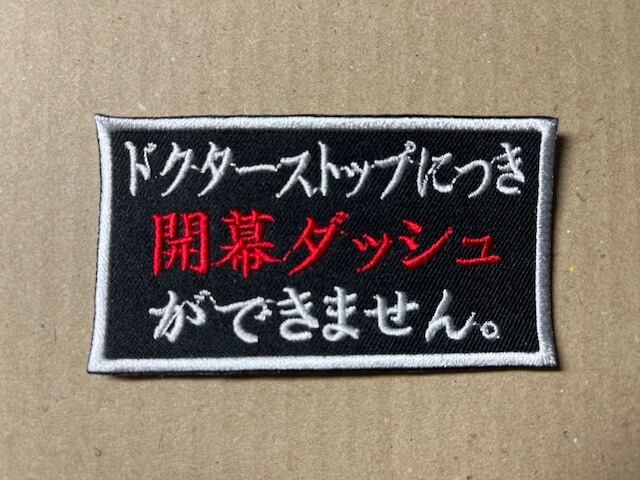 ドクターストップにつき
開幕ダッシュ
ができません。